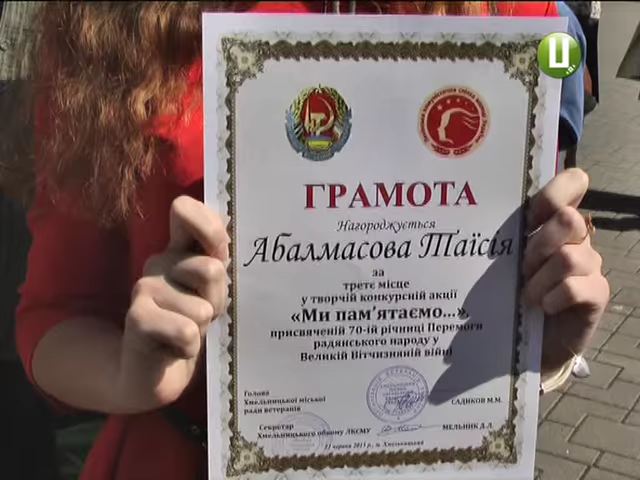 Ц
ГРАМОТА
Нагороджується
Абалмасова Таїсія
за
третє місце
у творчій конкурсній акції
«Ми пам'ятаємо...»,
присвяченій 70-ій річниці Перемоги
радянського народу у
Великій Вітчизняній війні
Голова
Хмельницької міської
ради ветеранів
САДИКОВ М.М.
Секретар
Хмельницького обкому ЛКСМУ
МЕЛЬНИК Д.Л.
м. Хмельницький